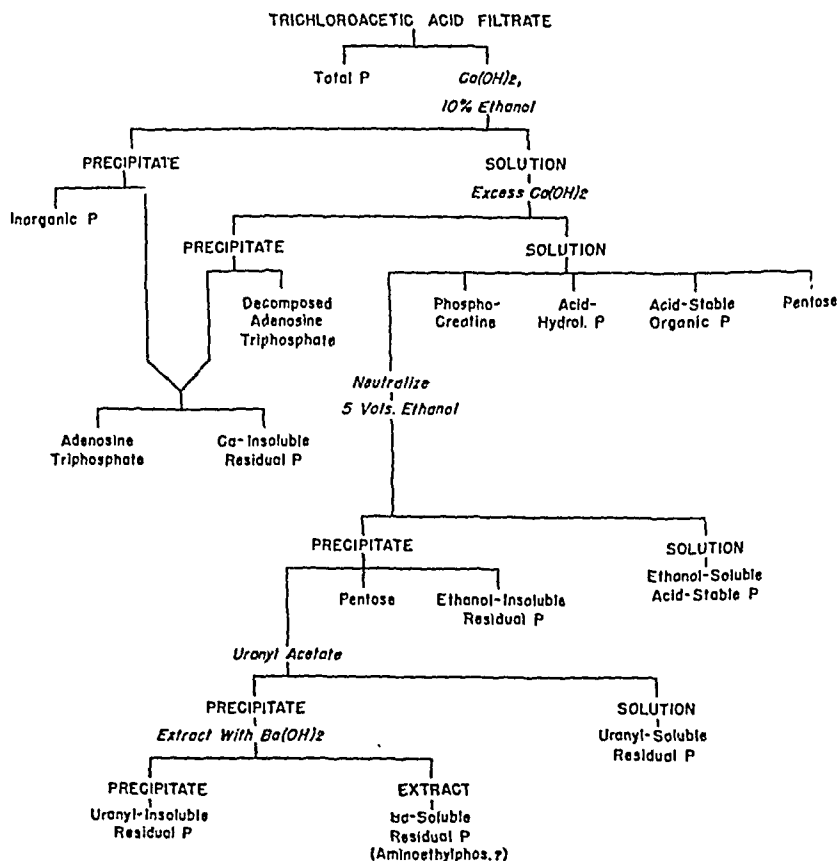 TRICHLOROACETIC ACID FILTRATE
Total P
Ca(OH)2,
10% Ethanol
PRECIPITATE
SOLUTION
Excess Ca(OH)2
Inorganic P
PRECIPITATE
SOLUTION
Decomposed
Adenosine
Triphosphate
Phospho-
Creatine
Acid-
Hydrol. P
Acid-Stable
Organic P
Pentose
Neutralize
5 Vols. Ethanol
Adenosine
Triphosphate
Ca-Insoluble
Residual P
PRECIPITATE
SOLUTION
Ethanol-Soluble
Acid-Stable P
Pentose
Ethanol-Insoluble
Residual P
Uranyl Acetate
PRECIPITATE
Extract With Ba(OH)2
SOLUTION
Uranyl-Soluble
Residual P
PRECIPITATE
Uranyl-Insoluble
Residual P
EXTRACT
Ba-Soluble
Residual P
(Aminoethylphos.?)